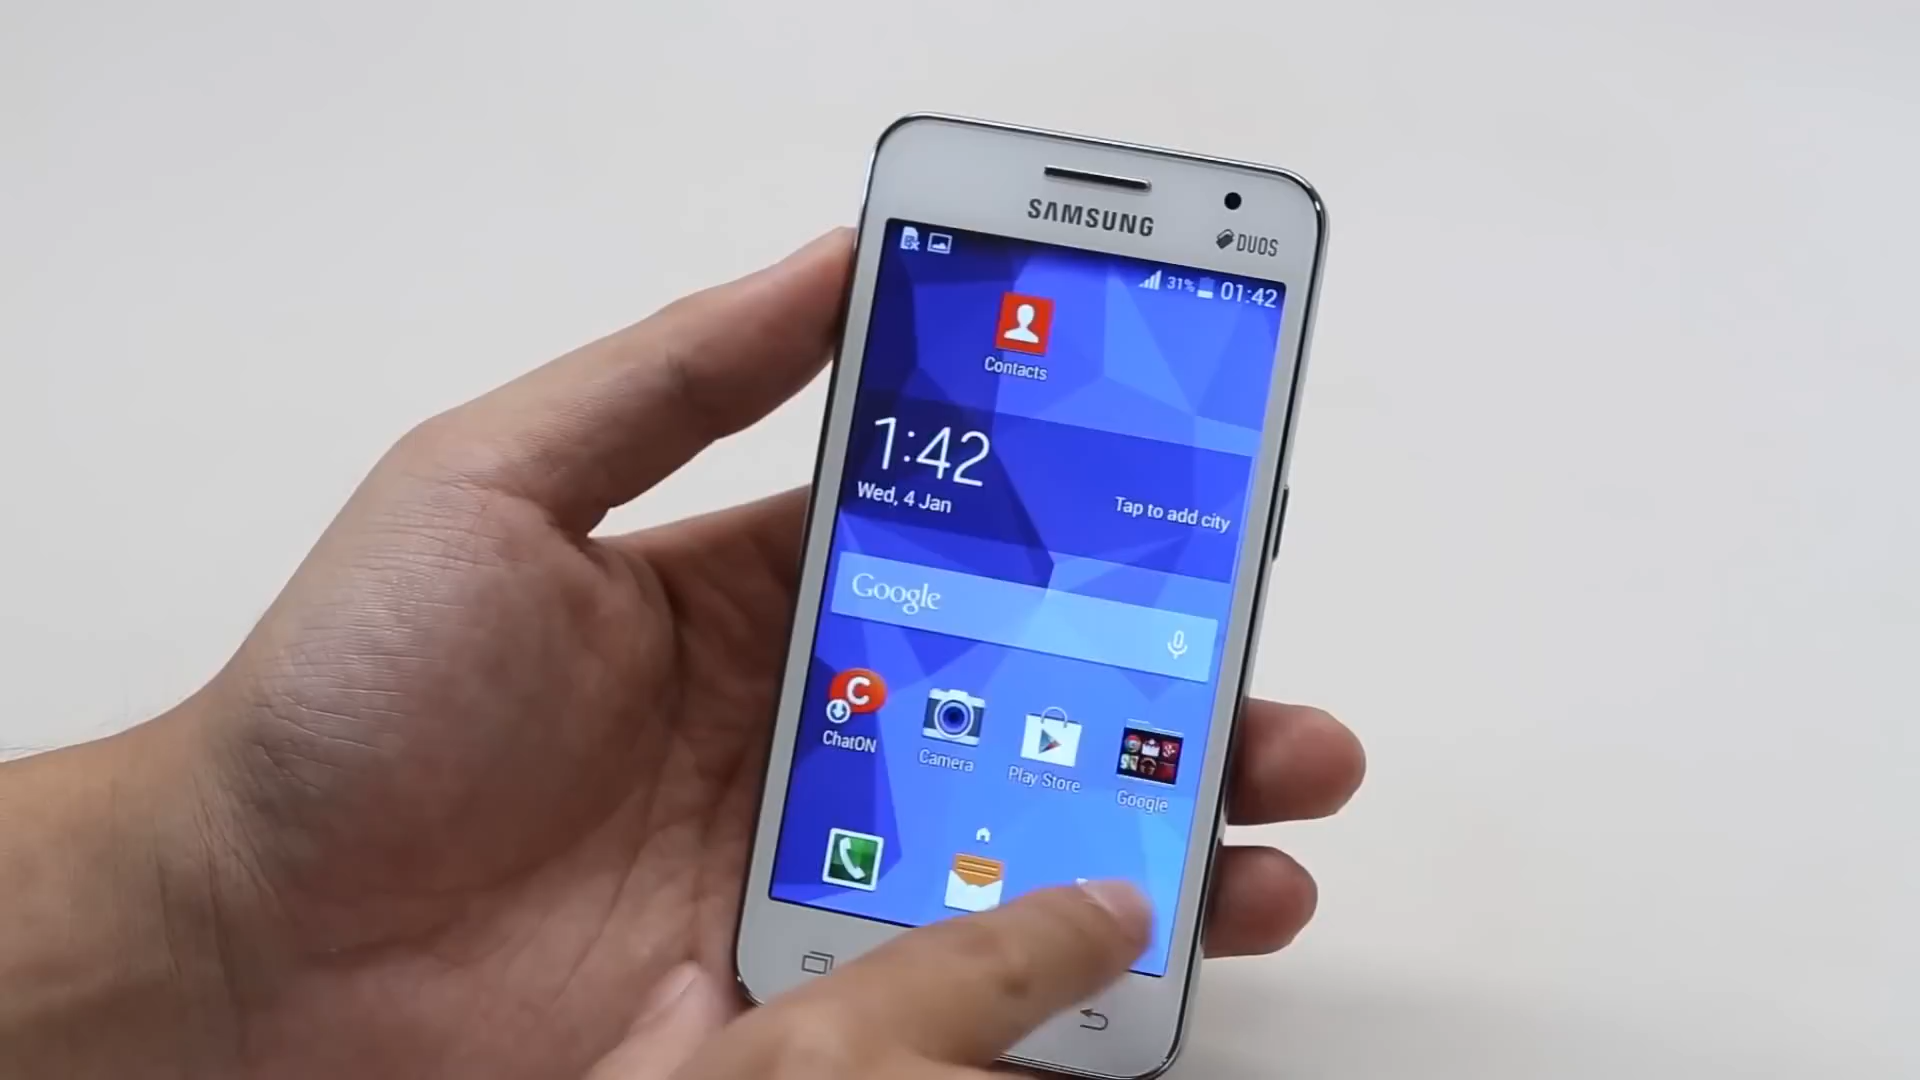 SAMSUNG
DUOS
31% 01:42
Contacts
1:42
Wed, 4 Jan
Tap to add city
Google
C
ChatON
Camera
Play Store
Google